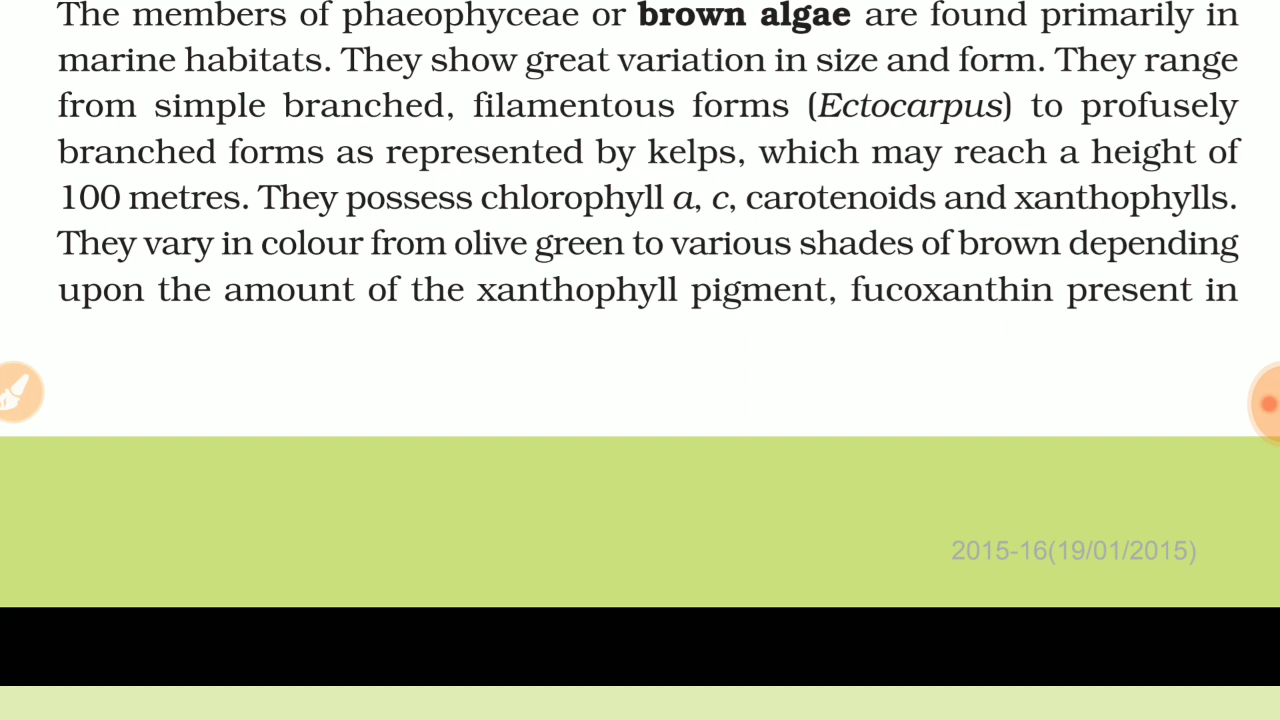 The members of phaeophyceae or brown algae are found primarily in
marine habitats. They show great variation in size and form. They range
from simple branched, filamentous forms (Ectocarpus) to profusely
branched forms as represented by kelps, which may reach a height of
100 metres. They possess chlorophyll a, c, carotenoids and xanthophylls.
They vary in colour from olive green to various shades of brown depending
upon the amount of the xanthophyll pigment, fucoxanthin present in
2015-16(19/01/2015)